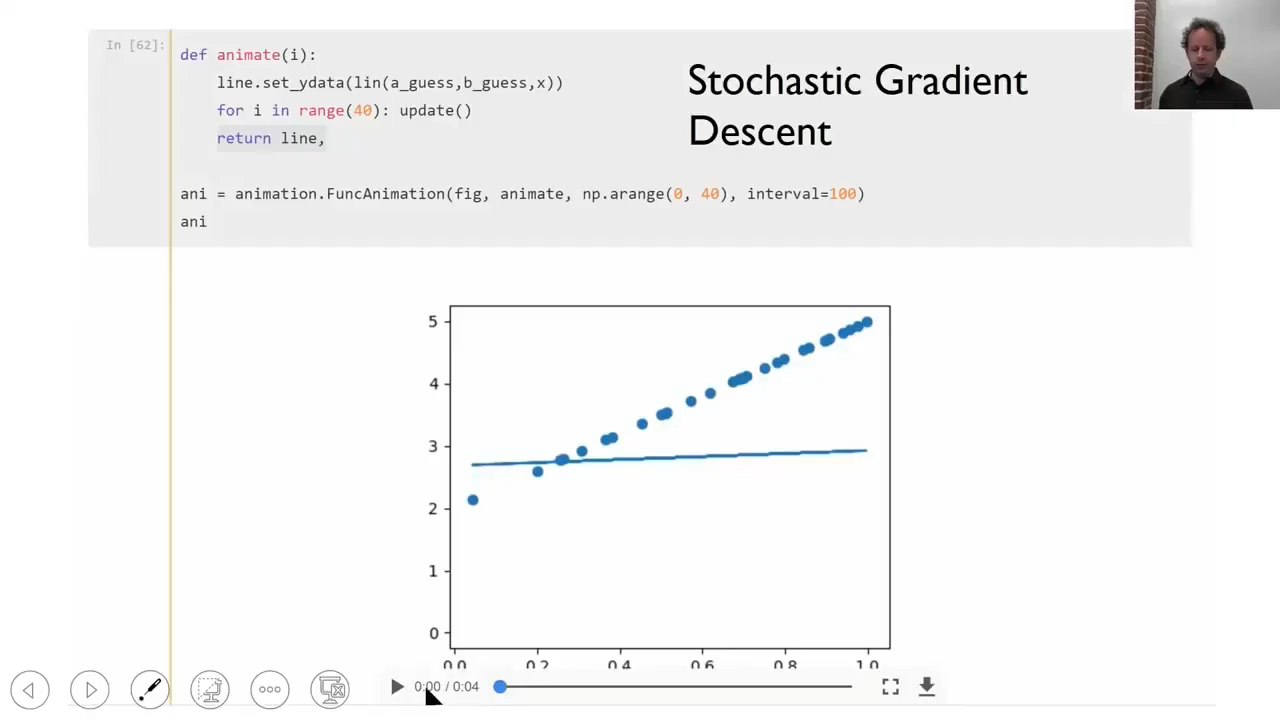 In [62]:
def animate(i):
    line.set_ydata(lin(a_guess,b_guess,x))
    for i in range(40): update()
    return line,
ani = animation.FuncAnimation(fig, animate, np.arange(0, 40), interval=100)
ani
Stochastic Gradient
Descent
5
4
3
2
1
0
0.0 0.2 0.4 0.6 0.8 1.0
0:00 / 0:04